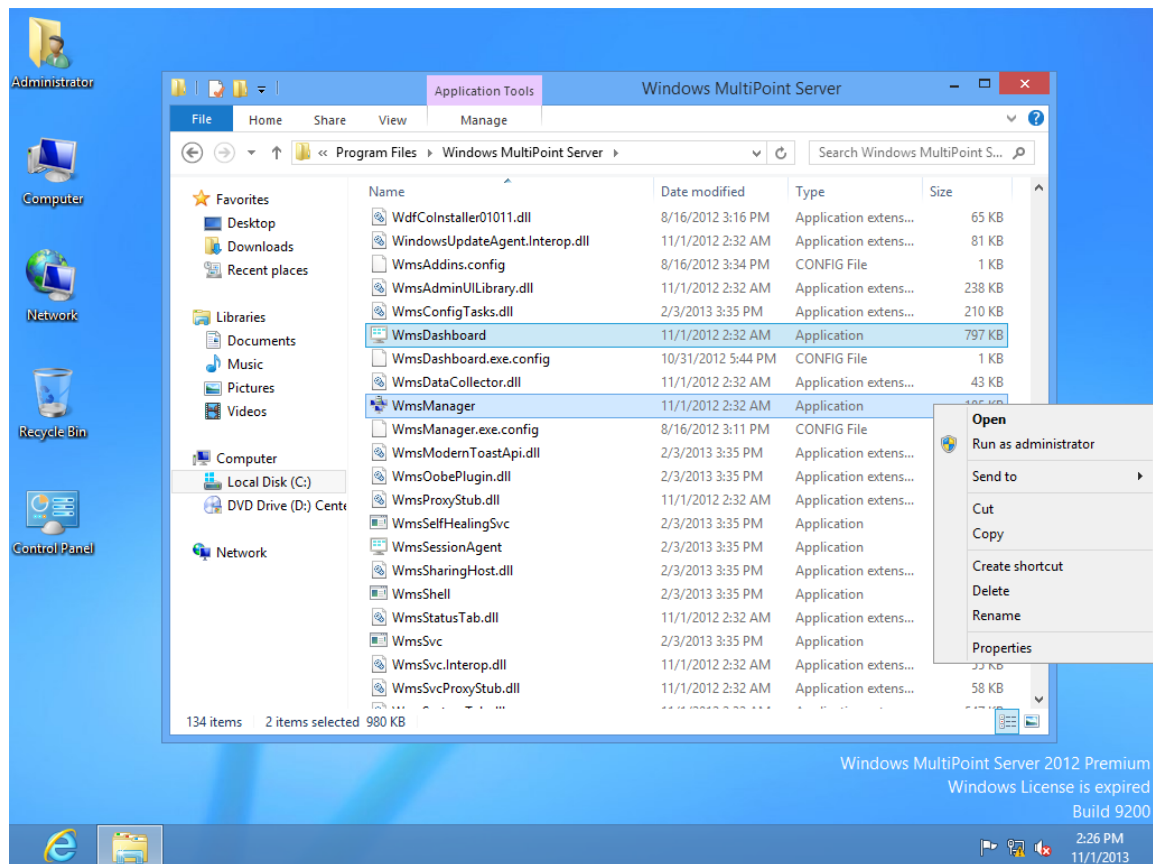 Administrator
Computer
Network
Recycle Bin
Control Panel
Application Tools
Windows MultiPoint Server
File Home Share View Manage
« Program Files Windows MultiPoint Server
Search Windows MultiPoint S...
Favorites
Desktop
Downloads
Recent places
Libraries
Documents
Music
Pictures
Videos
Computer
Local Disk (C:)
DVD Drive (D:) Cente
Network
Name Date modified Type Size
WdfCoInstaller01011.dll 8/16/2012 3:16 PM Application extens... 65 KB
WindowsUpdateAgent.Interop.dll 11/1/2012 2:32 AM Application extens... 81 KB
WmsAddins.config 8/16/2012 3:34 PM CONFIG File 1 KB
WmsAdminUILibrary.dll 11/1/2012 2:32 AM Application extens... 238 KB
WmsConfigTasks.dll 2/3/2013 3:35 PM Application extens... 210 KB
WmsDashboard 11/1/2012 2:32 AM Application 797 KB
WmsDashboard.exe.config 10/31/2012 5:44 PM CONFIG File 1 KB
WmsDataCollector.dll 11/1/2012 2:32 AM Application extens... 43 KB
WmsManager 11/1/2012 2:32 AM Application
WmsManager.exe.config 8/16/2012 3:11 PM CONFIG File
WmsModernToastApi.dll 2/3/2013 3:35 PM Application extens...
WmsOobePlugin.dll 2/3/2013 3:35 PM Application extens...
WmsProxyStub.dll 11/1/2012 2:32 AM Application extens...
WmsSelfHealingSvc 2/3/2013 3:35 PM Application
WmsSessionAgent 2/3/2013 3:35 PM Application
WmsSharingHost.dll 2/3/2013 3:35 PM Application extens...
WmsShell 2/3/2013 3:35 PM Application
WmsStatusTab.dll 11/1/2012 2:32 AM Application extens...
WmsSvc 2/3/2013 3:35 PM Application
WmsSvc.Interop.dll 11/1/2012 2:32 AM Application extens...
WmsSvcProxyStub.dll 11/1/2012 2:32 AM Application extens... 58 KB
Open
Run as administrator
Send to
Cut
Copy
Create shortcut
Delete
Rename
Properties
134 items 2 items selected 980 KB
Windows MultiPoint Server 2012 Premium
Windows License is expired
Build 9200
2:26 PM
11/1/2013